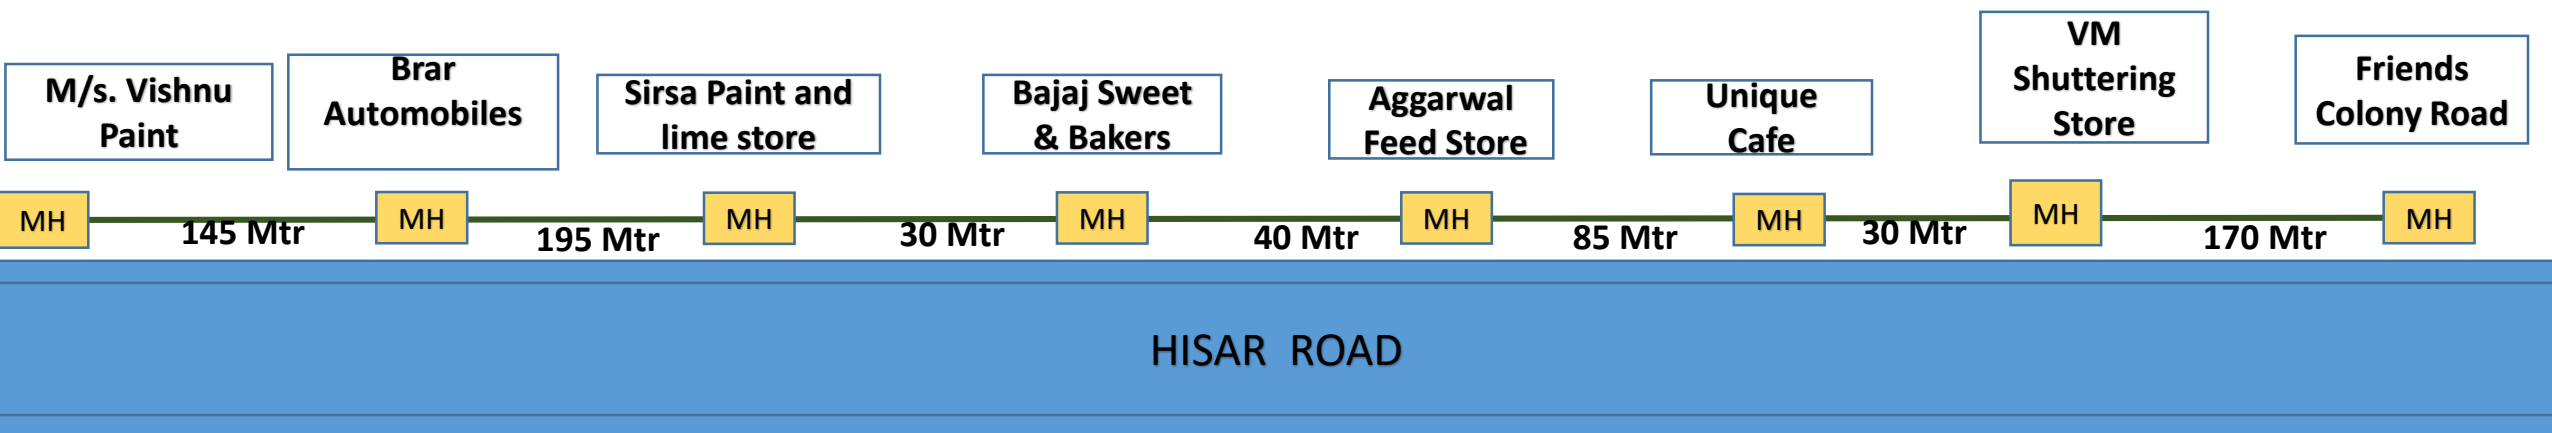 M/s. Vishnu
Paint
Brar
Automobiles
Sirsa Paint and
lime store
Bajaj Sweet
& Bakers
Aggarwal
Feed Store
Unique
Cafe
VM
Shuttering
Store
Friends
Colony Road
MH
145 Mtr
MH
195 Mtr
MH
30 Mtr
MH
40 Mtr
MH
85 Mtr
MH
30 Mtr
MH
170 Mtr
MH
HISAR ROAD